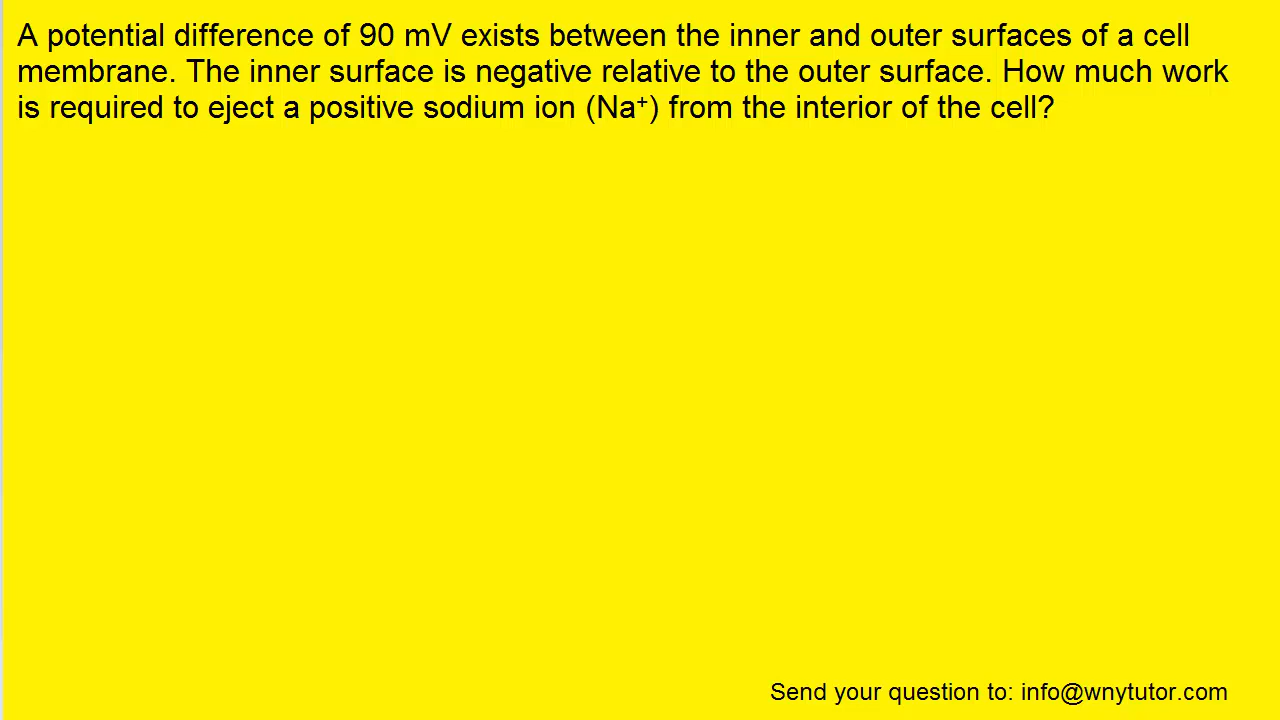 A potential difference of 90 mV exists between the inner and outer surfaces of a cell
membrane. The inner surface is negative relative to the outer surface. How much work
is required to eject a positive sodium ion (Na⁺) from the interior of the cell?
Send your question to: info@wnytutor.com